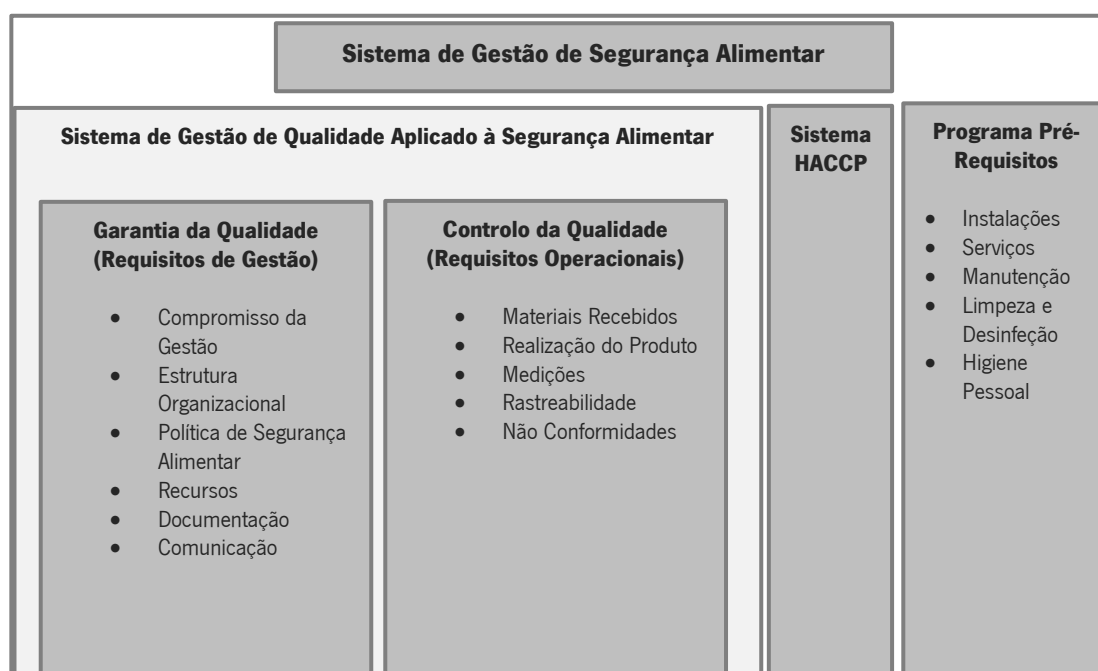 Sistema de Gestão de Segurança Alimentar
Sistema de Gestão de Qualidade Aplicado à Segurança Alimentar
Garantia da Qualidade
(Requisitos de Gestão)
• Compromisso da
Gestão
• Estrutura
Organizacional
• Política de Segurança
Alimentar
• Recursos
• Documentação
• Comunicação
Controlo da Qualidade
(Requisitos Operacionais)
• Materiais Recebidos
• Realização do Produto
• Medições
• Rastreabilidade
• Não Conformidades
Sistema
HACCP
Programa Pré-
Requisitos
• Instalações
• Serviços
• Manutenção
• Limpeza e
Desinfeção
• Higiene
Pessoal